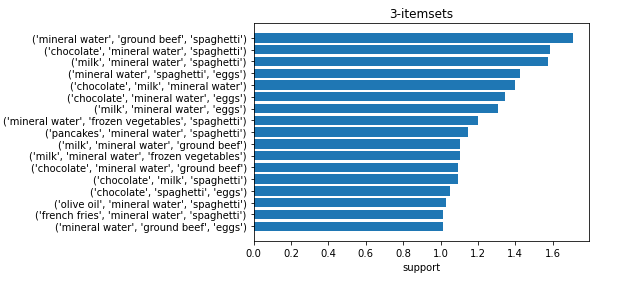 3-itemsets
('mineral water', 'ground beef', 'spaghetti')
('chocolate', 'mineral water', 'spaghetti')
('milk', 'mineral water', 'spaghetti')
('mineral water', 'spaghetti', 'eggs')
('chocolate', 'milk', 'mineral water')
('chocolate', 'mineral water', 'eggs')
('milk', 'mineral water', 'eggs')
('mineral water', 'frozen vegetables', 'spaghetti')
('pancakes', 'mineral water', 'spaghetti')
('milk', 'mineral water', 'ground beef')
('milk', 'mineral water', 'frozen vegetables')
('chocolate', 'mineral water', 'ground beef')
('chocolate', 'milk', 'spaghetti')
('chocolate', 'spaghetti', 'eggs')
('olive oil', 'mineral water', 'spaghetti')
('french fries', 'mineral water', 'spaghetti')
('mineral water', 'ground beef', 'eggs')
0.0 0.2 0.4 0.6 0.8 1.0 1.2 1.4 1.6
support